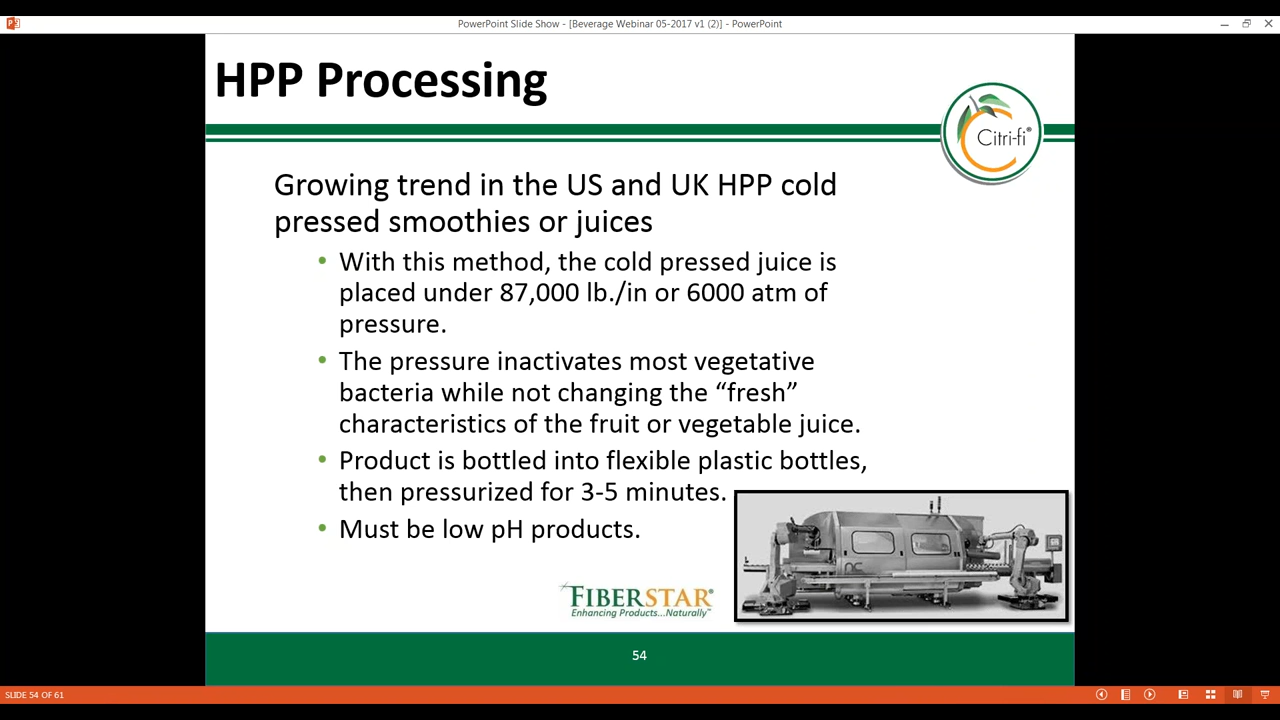 PowerPoint Slide Show - [Beverage Webinar 05-2017 v1 (2)] - PowerPoint
HPP Processing
Citri-fi®
Growing trend in the US and UK HPP cold
pressed smoothies or juices
• With this method, the cold pressed juice is
placed under 87,000 lb./in or 6000 atm of
pressure.
• The pressure inactivates most vegetative
bacteria while not changing the “fresh”
characteristics of the fruit or vegetable juice.
• Product is bottled into flexible plastic bottles,
then pressurized for 3-5 minutes.
• Must be low pH products.
FIBERSTAR®
Enhancing Products...Naturally™
54
SLIDE 54 OF 61